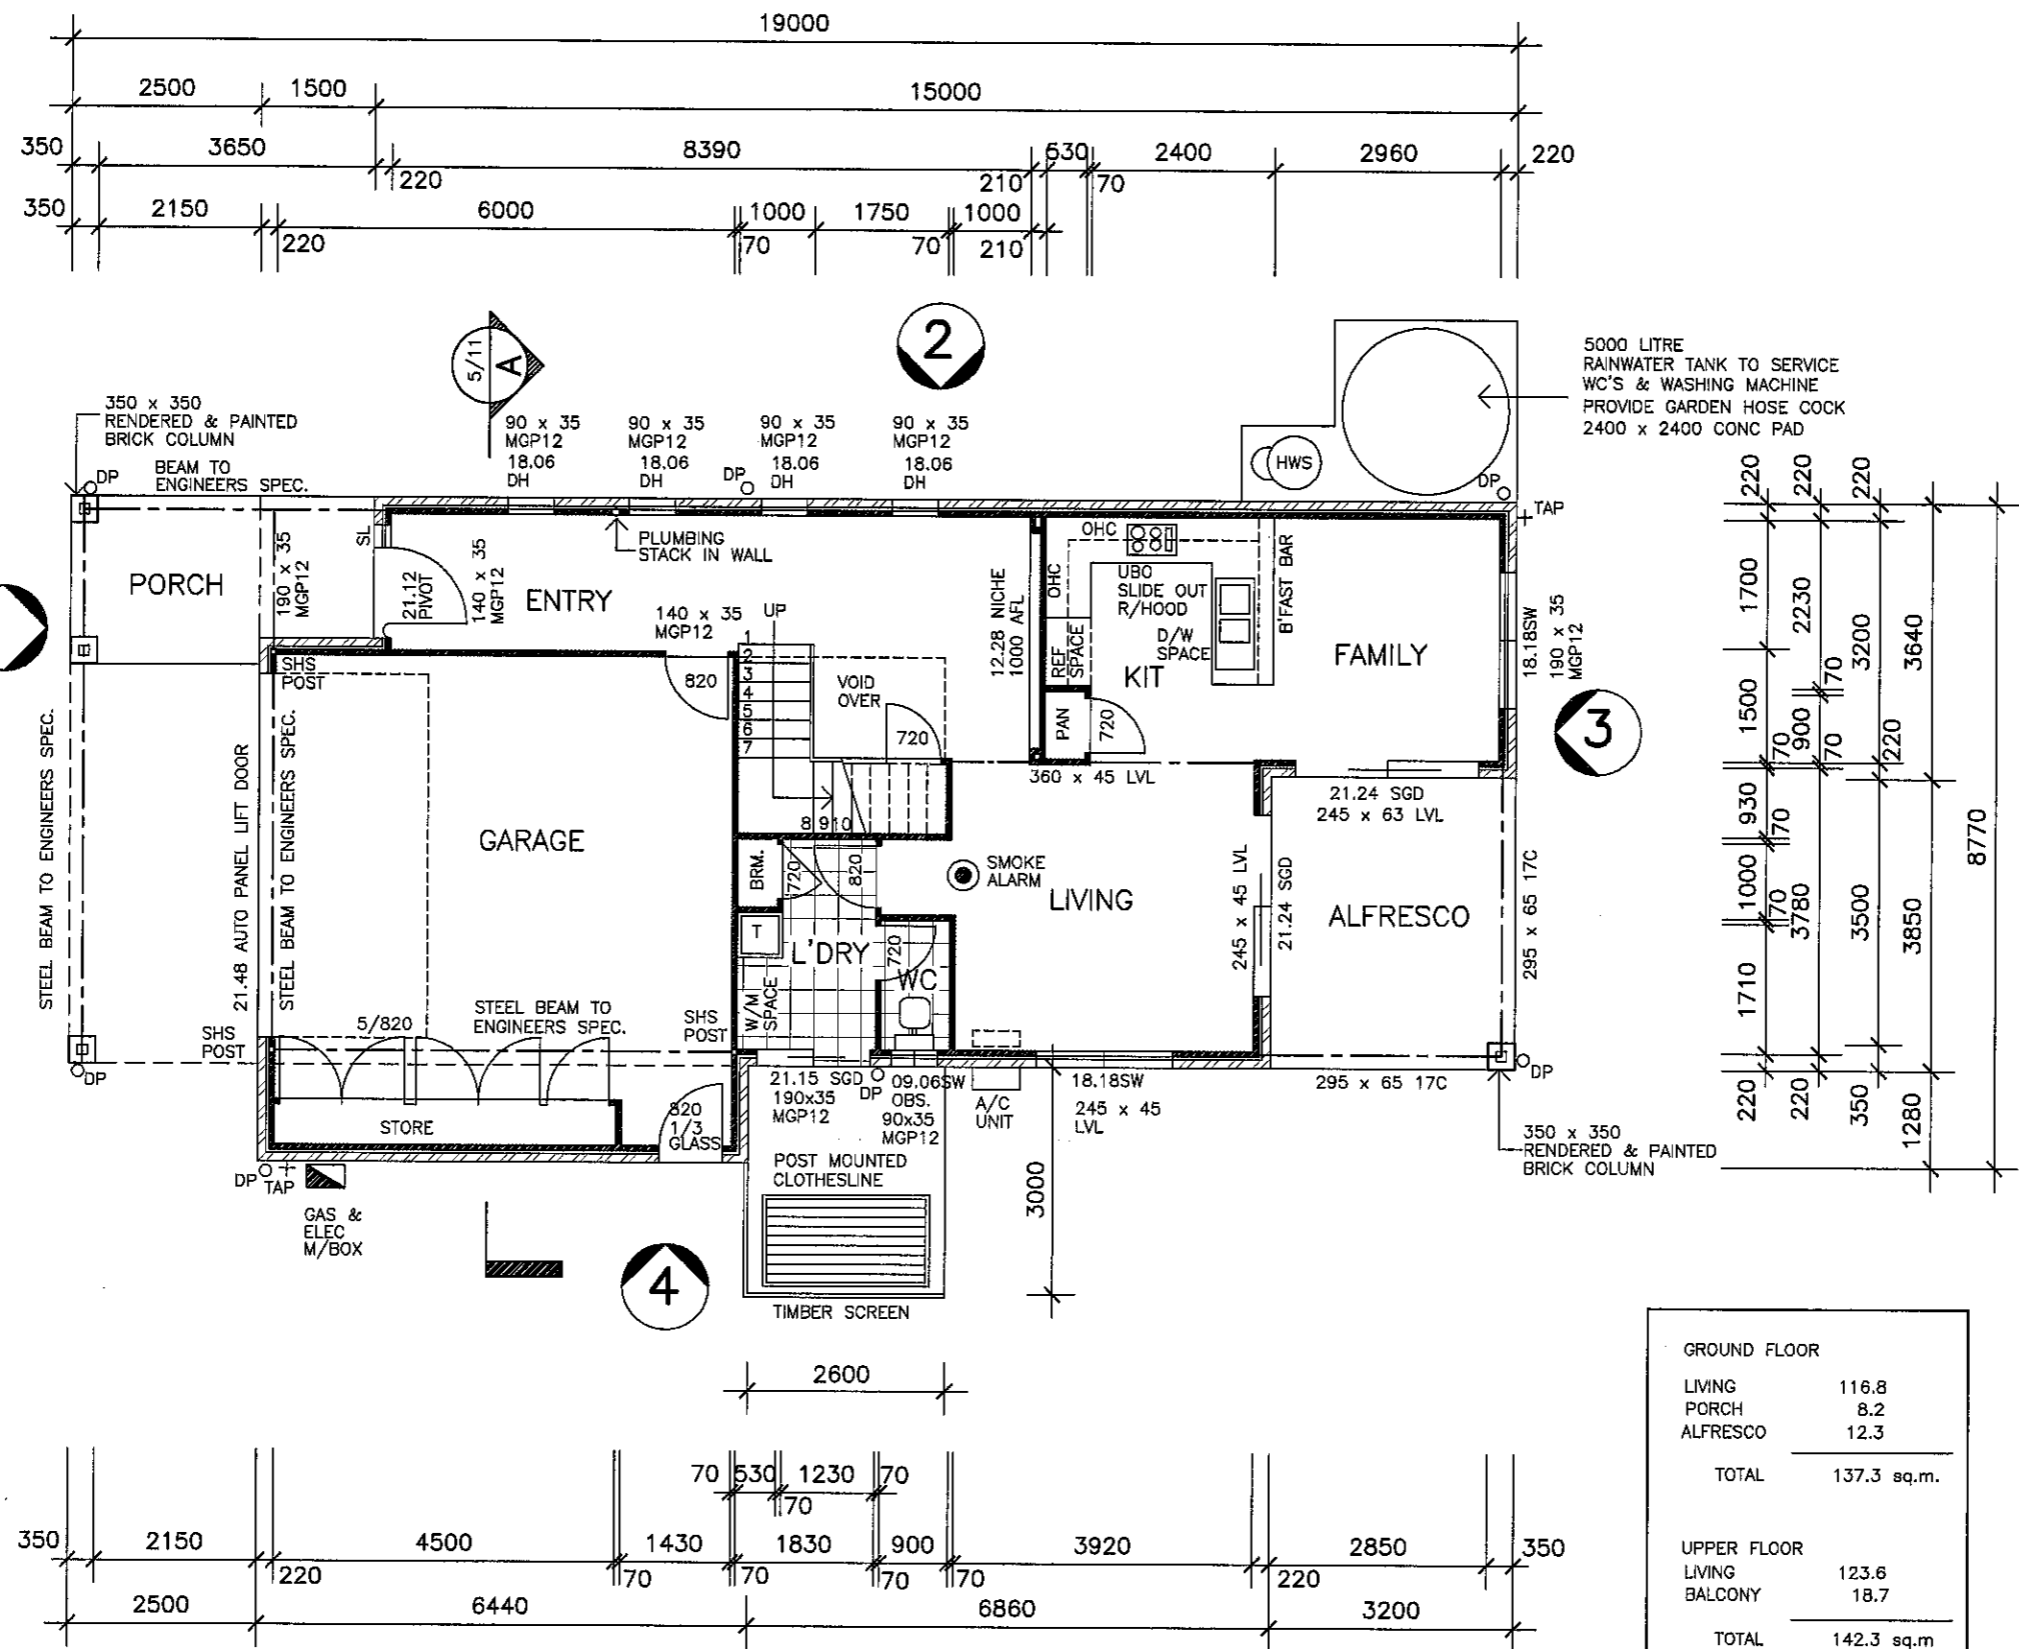 19000
2500 1500 15000
350 3650 8390 530 2400 2960 220
220 210 70
350 2150 6000 1000 1750 1000
220 70 70 210
2
5/11
A
5000 LITRE
RAINWATER TANK TO SERVICE
WC'S & WASHING MACHINE
PROVIDE GARDEN HOSE COCK
2400 x 2400 CONC PAD
350 x 350
RENDERED & PAINTED
BRICK COLUMN
90 x 35
MGP12
18.06
DH
90 x 35
MGP12
18.06
DH
90 x 35
MGP12
18.06
DH
90 x 35
MGP12
18.06
DH
DP
BEAM TO
ENGINEERS SPEC.
DP
HWS
DP
TAP
PORCH
190 x 35
MGP12
SL
21.12
PIVOT
140 x 35
MGP12
ENTRY
PLUMBING
STACK IN WALL
140 x 35
MGP12
UP
1
2
3
4
5
6
7
8 9 10
VOID
OVER
720
820
12.28 NICHE
1000 AFL
OHC
OHC
UBO
SLIDE OUT
R/HOOD
D/W
SPACE
REF
SPACE
KIT
B'FAST BAR
PAN
720
FAMILY
18.18SW
190 x 35
MGP12
3
SHS
POST
STEEL BEAM TO ENGINEERS SPEC.
21.48 AUTO PANEL LIFT DOOR
STEEL BEAM TO ENGINEERS SPEC.
GARAGE
360 x 45 LVL
21.24 SGD
245 x 63 LVL
BRM.
720
820
SMOKE
ALARM
LIVING
245 x 45 LVL
21.24 SGD
ALFRESCO
295 x 65 17C
T
L'DRY
720
WC
W/M
SPACE
SHS
POST
5/820
STEEL BEAM TO
ENGINEERS SPEC.
SHS
POST
DP
STORE
820
1/3
GLASS
21.15 SGD
190x35
MGP12
DP
09.06SW
OBS.
90x35
MGP12
A/C
UNIT
18.18SW
245 x 45
LVL
295 x 65 17C
DP
350 x 350
RENDERED & PAINTED
BRICK COLUMN
DP
TAP
GAS &
ELEC
M/BOX
POST MOUNTED
CLOTHESLINE
TIMBER SCREEN
3000
4
220 1700 1500 70 930 70 1000 70 1710 220
220 2230 70 900 70 3780 220
220 3200 220 3500 350
3640 3850 1280
8770
2600
70 530 1230 70
70
350 2150 4500 1430 1830 900 3920 2850 350
220 70 70 70 70 220
2500 6440 6860 3200
GROUND FLOOR
LIVING 116.8
PORCH 8.2
ALFRESCO 12.3
TOTAL 137.3 sq.m.
UPPER FLOOR
LIVING 123.6
BALCONY 18.7
TOTAL 142.3 sq.m